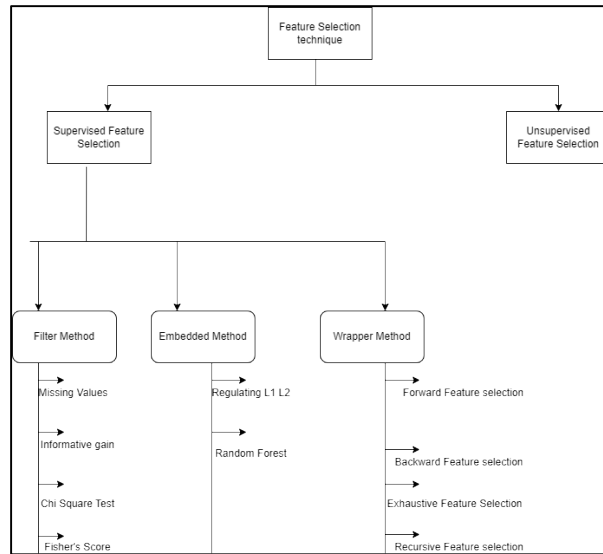 Feature Selection
technique
Supervised Feature
Selection
Unsupervised
Feature Selection
Filter Method
Embedded Method
Wrapper Method
Missing Values
Regulating L1 L2
Forward Feature selection
Informative gain
Random Forest
Backward Feature selection
Chi Square Test
Exhaustive Feature Selection
Fisher's Score
Recursive Feature selection